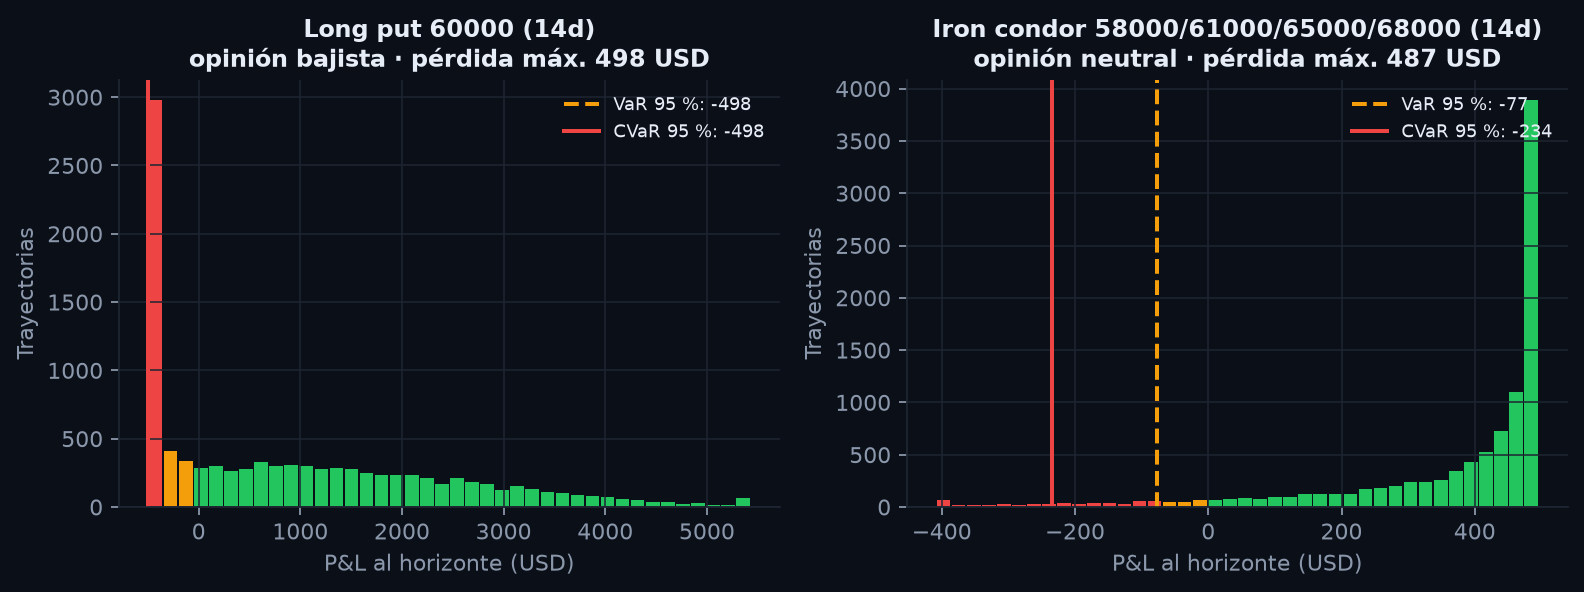 Long put 60000 (14d)
opinión bajista · pérdida máx. 498 USD
VaR 95 %: -498
CVaR 95 %: -498
Trayectorias
3000
2500
2000
1500
1000
500
0
0
1000
2000
3000
4000
5000
P&L al horizonte (USD)
Iron condor 58000/61000/65000/68000 (14d)
opinión neutral · pérdida máx. 487 USD
VaR 95 %: -77
CVaR 95 %: -234
Trayectorias
4000
3500
3000
2500
2000
1500
1000
500
0
−400
−200
0
200
400
P&L al horizonte (USD)